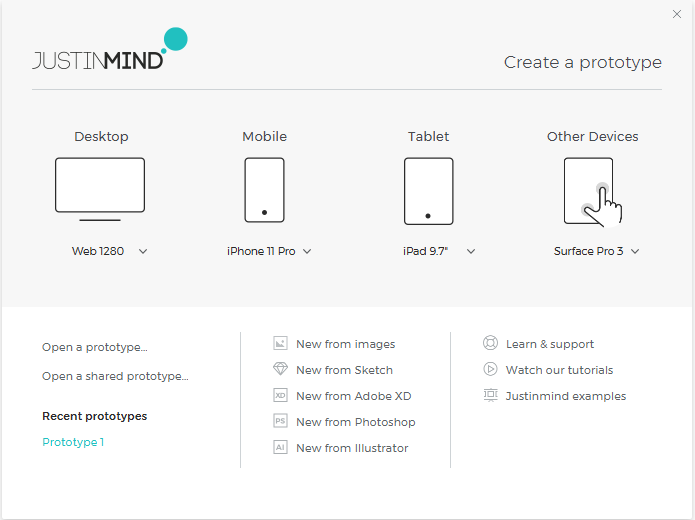 JUSTINMIND
Create a prototype
Desktop
Mobile
Tablet
Other Devices
Web 1280
iPhone 11 Pro
iPad 9.7"
Surface Pro 3
Open a prototype...
Open a shared prototype...
Recent prototypes
Prototype 1
New from images
New from Sketch
XD New from Adobe XD
PS New from Photoshop
AI New from Illustrator
Learn & support
Watch our tutorials
Justinmind examples